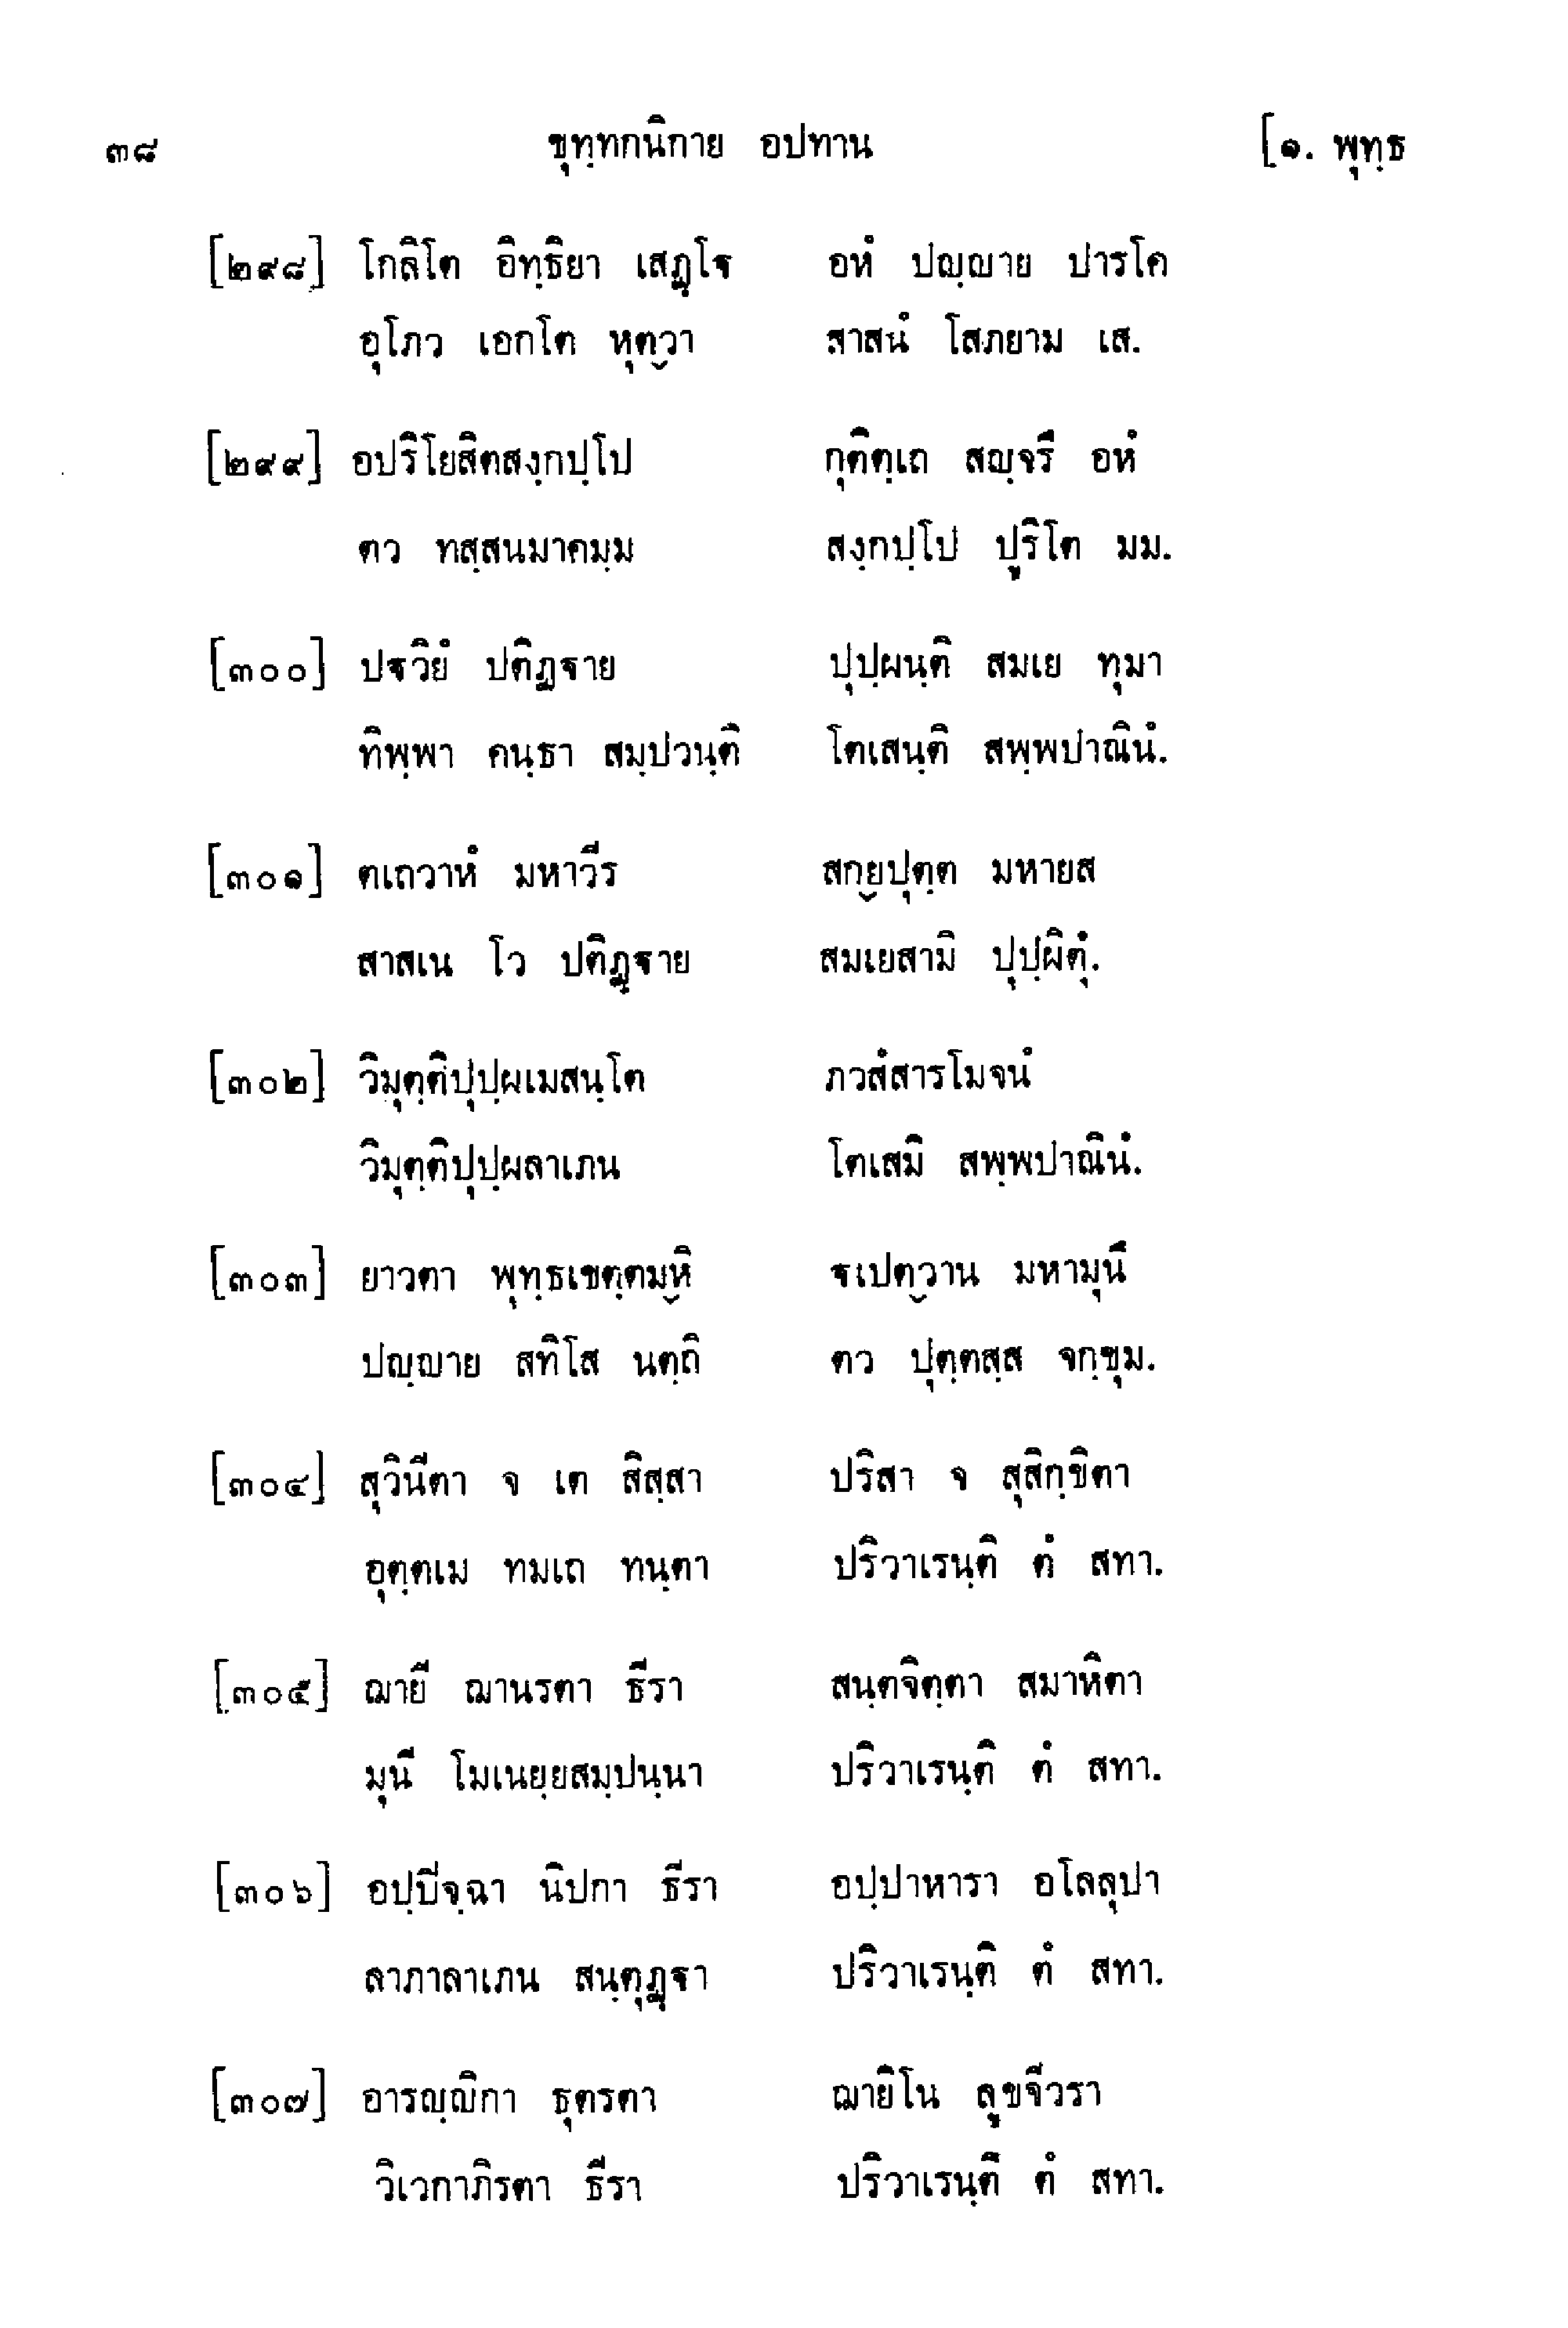 ๓๘ ขุทฺทกนิกาย อปทาน [๑. พุทฺธ
[๒๙๘] โกลิโต อิทฺธิยา เสฏฺโฐ อหํ ปญฺญาย ปารโค
อุโภว เอกโต หุตฺวา สาสนํ โสภยาม เส.
[๒๙๙] อปริโยสิตสงฺกปฺโป กุติตฺเถ สญฺจรึ อหํ
ตว ทสฺสนมาคมฺม สงฺกปฺโป ปูริโต มม.
[๓๐๐] ปฐวิยํ ปติฏฺฐาย ปุปฺผนฺติ สมเย ทุมา
ทิพฺพา คนฺธา สมฺปวนฺติ โตเสนฺติ สพฺพปาณินํ.
[๓๐๑] ตเถวาหํ มหาวีร สกฺยปุตฺต มหายส
สาสเน โว ปติฏฺฐาย สมเยสามิ ปุปฺผิตุํ.
[๓๐๒] วิมุตฺติปุปฺผเมสนฺโต ภวสํสารโมจนํ
วิมุตฺติปุปฺผลาเภน โตเสมิ สพฺพปาณินํ.
[๓๐๓] ยาวตา พุทฺธเขตฺตมฺหิ ฐเปตฺวาน มหามุนึ
ปญฺญาย สทิโส นตฺถิ ตว ปุตฺตสฺส จกฺขุม.
[๓๐๔] สุวินีตา จ เต สิสฺสา ปริสา จ สุสิกฺขิตา
อุตฺตเม ทมเถ ทนฺตา ปริวาเรนฺติ ตํ สทา.
[๓๐๕] ฌายี ฌานรตา ธีรา สนฺตจิตฺตา สมาหิตา
มุนี โมเนยฺยสมฺปนฺนา ปริวาเรนฺติ ตํ สทา.
[๓๐๖] อปฺปิจฺฉา นิปกา ธีรา อปฺปาหารา อโลลุปา
ลาภาลาเภน สนฺตุฏฺฐา ปริวาเรนฺติ ตํ สทา.
[๓๐๗] อารญฺญิกา ธุตรตา ฌายิโน ลูขจีวรา
วิเวกาภิรตา ธีรา ปริวาเรนฺติ ตํ สทา.